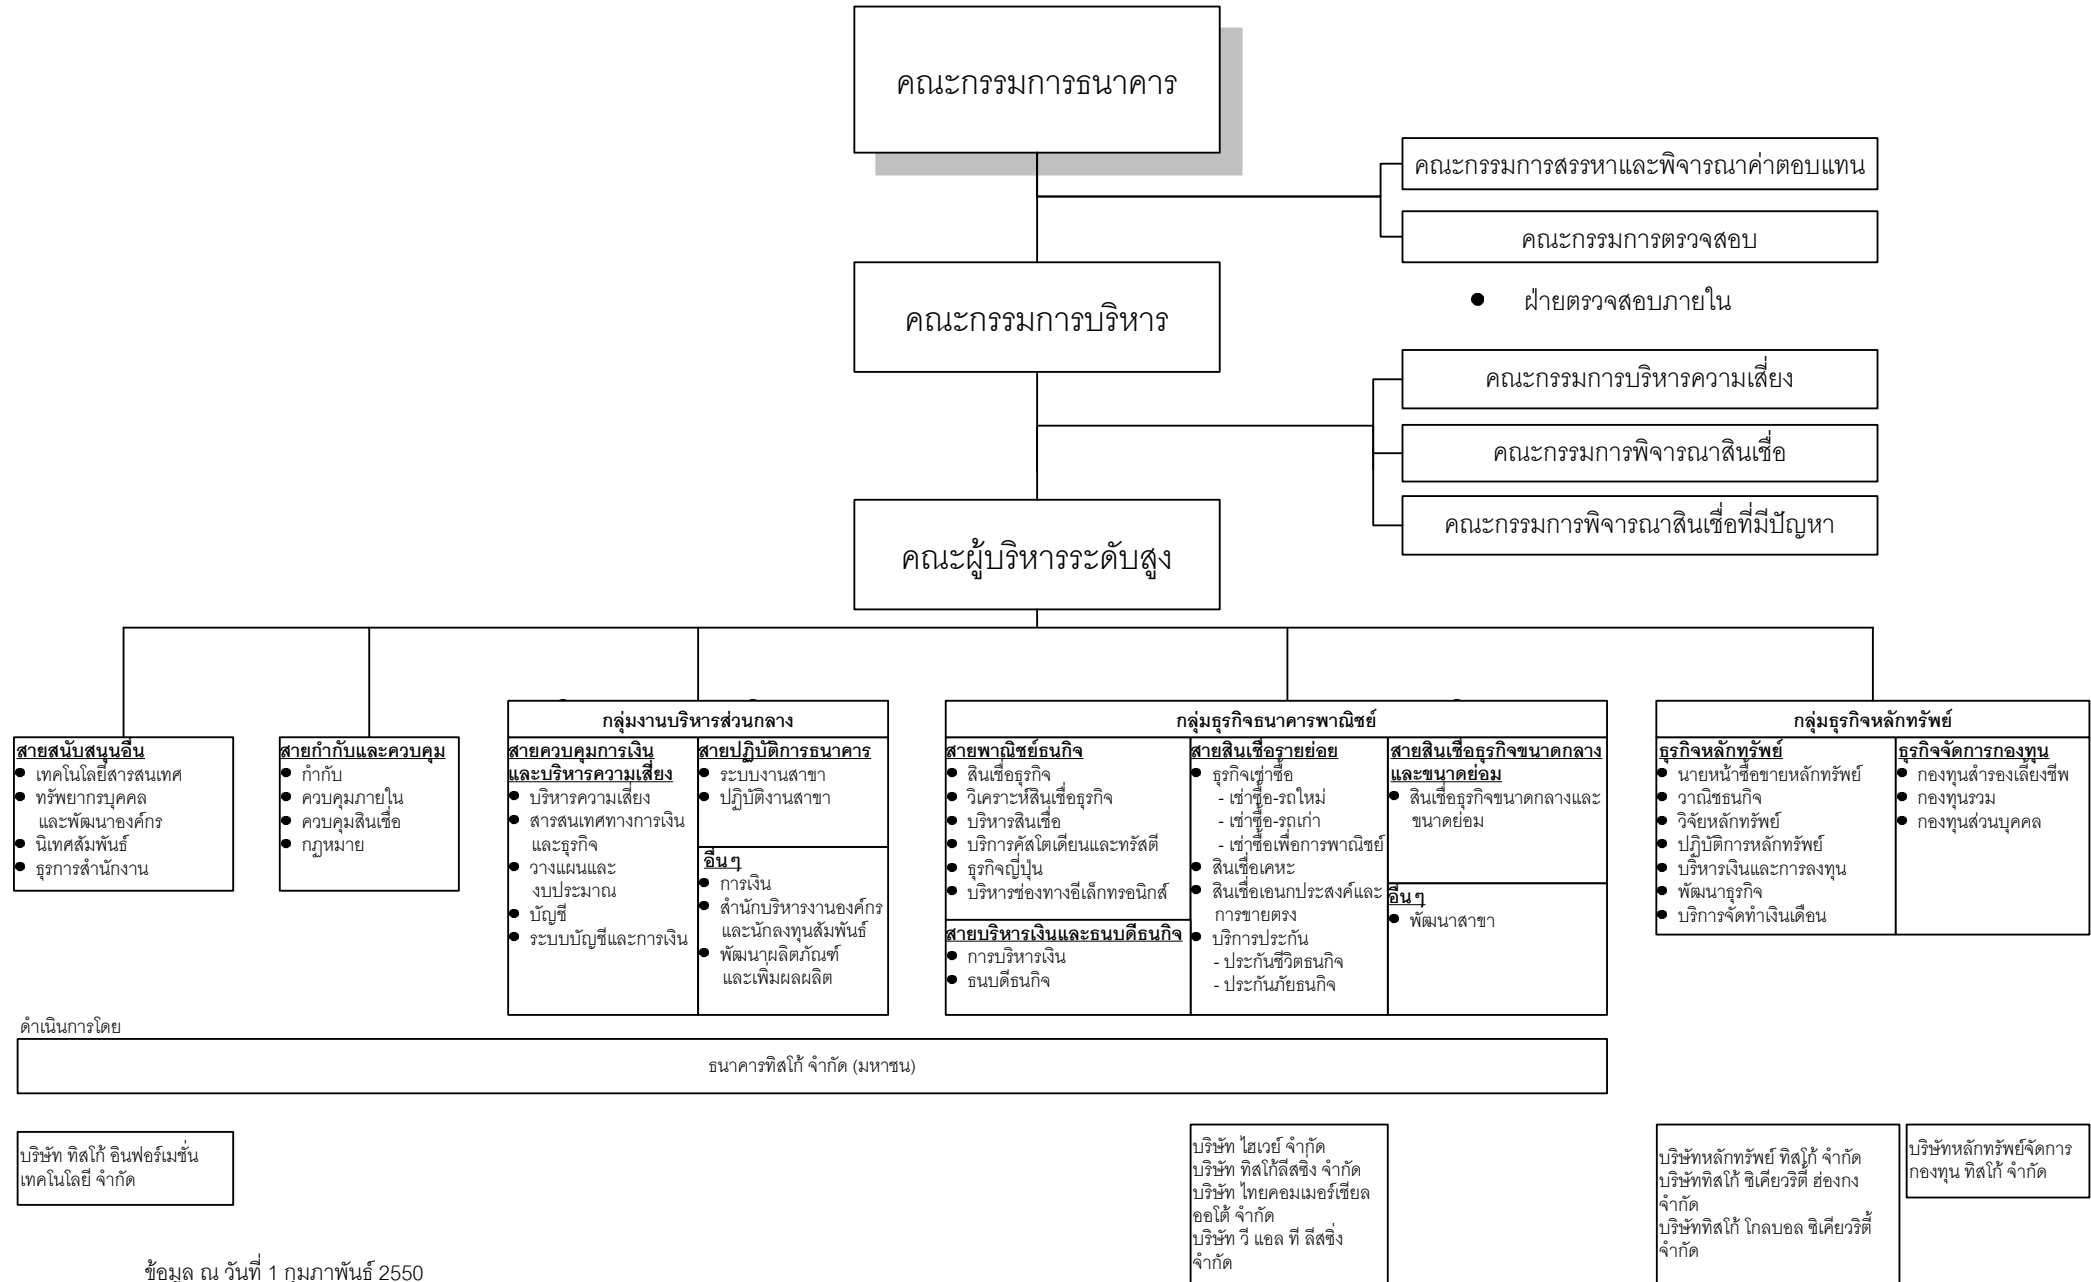 คณะกรรมการธนาคาร
คณะกรรมการสรรหาและพิจารณาค่าตอบแทน
คณะกรรมการตรวจสอบ
● ฝ่ายตรวจสอบภายใน
คณะกรรมการบริหาร
คณะกรรมการบริหารความเสี่ยง
คณะกรรมการพิจารณาสินเชื่อ
คณะกรรมการพิจารณาสินเชื่อที่มีปัญหา
คณะผู้บริหารระดับสูง
สายสนับสนุนอื่น
● เทคโนโลยีสารสนเทศ
● ทรัพยากรบุคคล
และพัฒนาองค์กร
● นิเทศสัมพันธ์
● ธุรการสำนักงาน
สายกำกับและควบคุม
● กำกับ
● ควบคุมภายใน
● ควบคุมสินเชื่อ
● กฎหมาย
กลุ่มงานบริหารส่วนกลาง
สายควบคุมการเงิน
และบริหารความเสี่ยง
● บริหารความเสี่ยง
● สารสนเทศทางการเงิน
และธุรกิจ
● วางแผนและ
งบประมาณ
● บัญชี
● ระบบบัญชีและการเงิน
สายปฏิบัติการธนาคาร
● ระบบงานสาขา
● ปฏิบัติงานสาขา
อื่นๆ
● การเงิน
● สำนักบริหารงานองค์กร
และนักลงทุนสัมพันธ์
● พัฒนาผลิตภัณฑ์
และเพิ่มผลผลิต
กลุ่มธุรกิจธนาคารพาณิชย์
สายพาณิชย์ธนกิจ
● สินเชื่อธุรกิจ
● วิเคราะห์สินเชื่อธุรกิจ
● บริหารสินเชื่อ
● บริการคัสโตเดียนและทรัสตี
● ธุรกิจญี่ปุ่น
● บริหารช่องทางอีเล็กทรอนิกส์
สายบริหารเงินและธนบดีธนกิจ
● การบริหารเงิน
● ธนบดีธนกิจ
สายสินเชื่อรายย่อย
● ธุรกิจเช่าซื้อ
- เช่าซื้อ-รถใหม่
- เช่าซื้อ-รถเก่า
- เช่าซื้อเพื่อการพาณิชย์
● สินเชื่อเคหะ
● สินเชื่อเอนกประสงค์และ
การขายตรง
● บริการประกัน
- ประกันชีวิตธนกิจ
- ประกันภัยธนกิจ
สายสินเชื่อธุรกิจขนาดกลาง
และขนาดย่อม
● สินเชื่อธุรกิจขนาดกลางและ
ขนาดย่อม
อื่นๆ
● พัฒนาสาขา
กลุ่มธุรกิจหลักทรัพย์
ธุรกิจหลักทรัพย์
● นายหน้าซื้อขายหลักทรัพย์
● วาณิชธนกิจ
● วิจัยหลักทรัพย์
● ปฏิบัติการหลักทรัพย์
● บริหารเงินและการลงทุน
● พัฒนาธุรกิจ
● บริการจัดทำเงินเดือน
ธุรกิจจัดการกองทุน
● กองทุนสำรองเลี้ยงชีพ
● กองทุนรวม
● กองทุนส่วนบุคคล
ดำเนินการโดย
ธนาคารทิสโก้ จำกัด (มหาชน)
บริษัท ทิสโก้ อินฟอร์เมชั่น
เทคโนโลยี จำกัด
บริษัท ไฮเวย์ จำกัด
บริษัท ทิสโก้ลีสซิ่ง จำกัด
บริษัท ไทยคอมเมอร์เชียล
ออโต้ จำกัด
บริษัท วี แอล ที ลีสซิ่ง
จำกัด
บริษัทหลักทรัพย์ ทิสโก้ จำกัด
บริษัททิสโก้ ซิเคียวริตี้ ฮ่องกง
จำกัด
บริษัททิสโก้ โกลบอล ซิเคียวริตี้
จำกัด
บริษัทหลักทรัพย์จัดการ
กองทุน ทิสโก้ จำกัด
ข้อมูล ณ วันที่ 1 กุมภาพันธ์ 2550